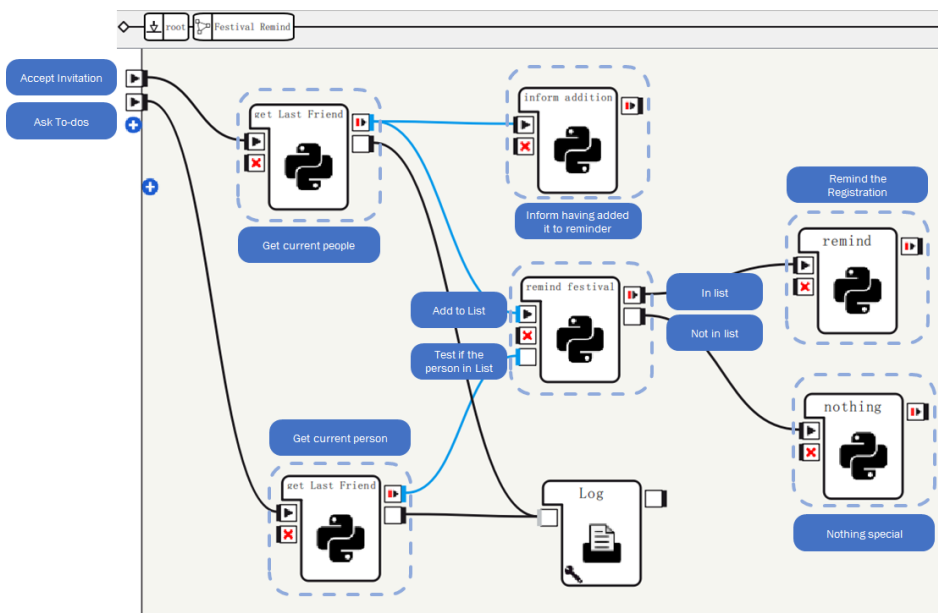 root
Festival Remind
Accept Invitation
Ask To-dos
get Last Friend
Get current people
inform addition
Inform having added
it to reminder
Remind the
Registration
remind
remind festival
Add to List
Test if the
person in List
In list
Not in list
nothing
Nothing special
Get current person
get Last Friend
Log